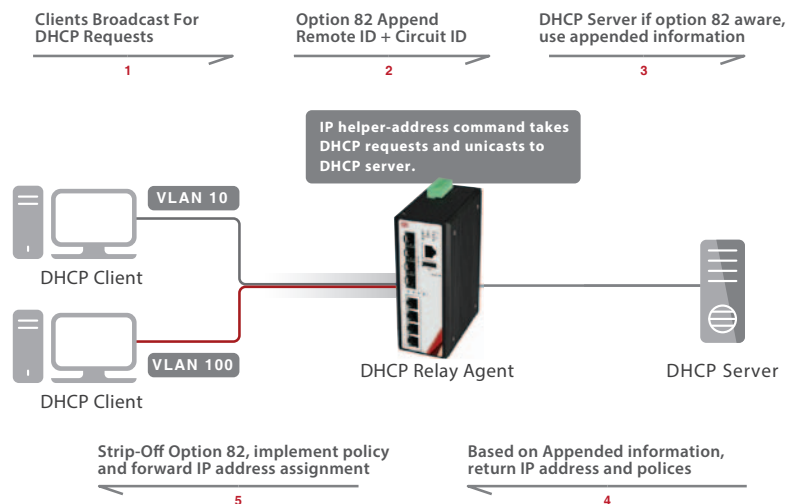 Clients Broadcast For
DHCP Requests
1
Option 82 Append
Remote ID + Circuit ID
2
DHCP Server if option 82 aware,
use appended information
3
IP helper-address command takes
DHCP requests and unicasts to
DHCP server.
VLAN 10
DHCP Client
VLAN 100
DHCP Client
DHCP Relay Agent
DHCP Server
Strip-Off Option 82, implement policy
and forward IP address assignment
5
Based on Appended information,
return IP address and polices
4